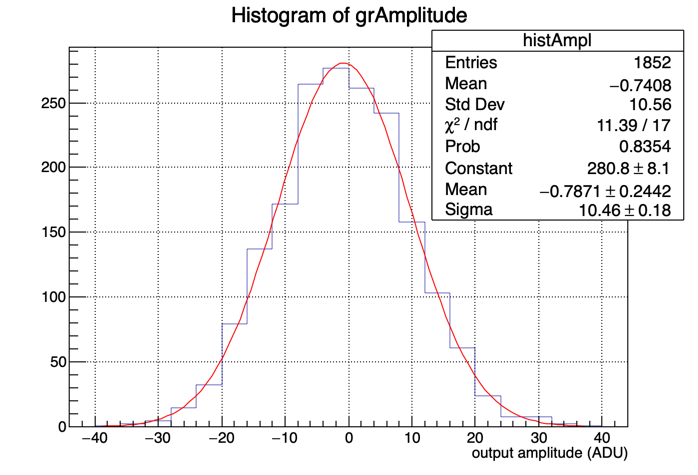 Histogram of grAmplitude
histAmpl
Entries 1852
Mean −0.7408
Std Dev 10.56
χ² / ndf 11.39 / 17
Prob 0.8354
Constant 280.8 ± 8.1
Mean −0.7871 ± 0.2442
Sigma 10.46 ± 0.18
250
200
150
100
50
0
−40 −30 −20 −10 0 10 20 30 40
output amplitude (ADU)